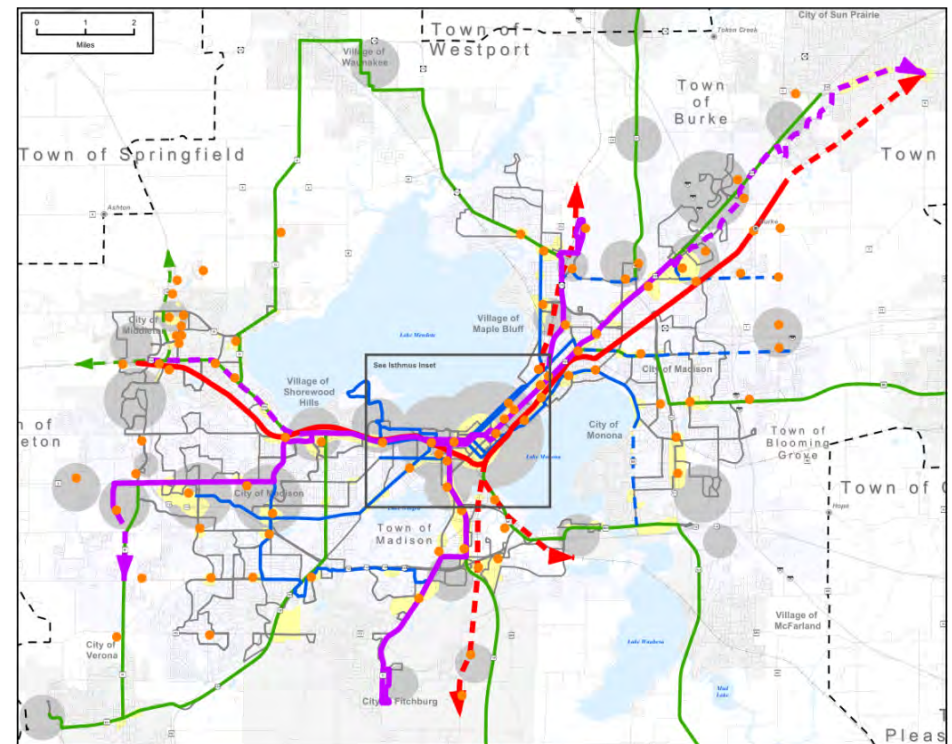 0 1 2
Miles
City of Sun Prairie
Town of
Westport
Token Creek
Village of
Waunakee
Town
of
Burke
Town of Springfield
Town
Ashton
City of
Middleton
Village of
Maple Bluff
Lake Mendota
See Isthmus Inset
City of Madison
Village of
Shorewood
Hills
City of
Monona
Town of
Blooming
Grove
n of
eton
Lake Monona
City of Madison
Town of
Hope
Town of
Madison
Village of
McFarland
City of
Verona
Lake Waubesa
Mud
Lake
City of Fitchburg
Pleas